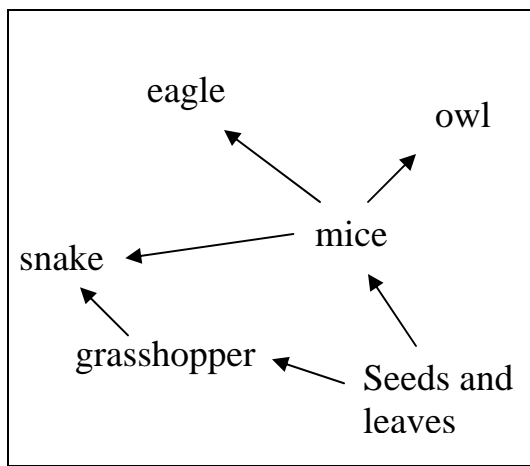 eagle
owl
mice
snake
grasshopper
Seeds and
leaves